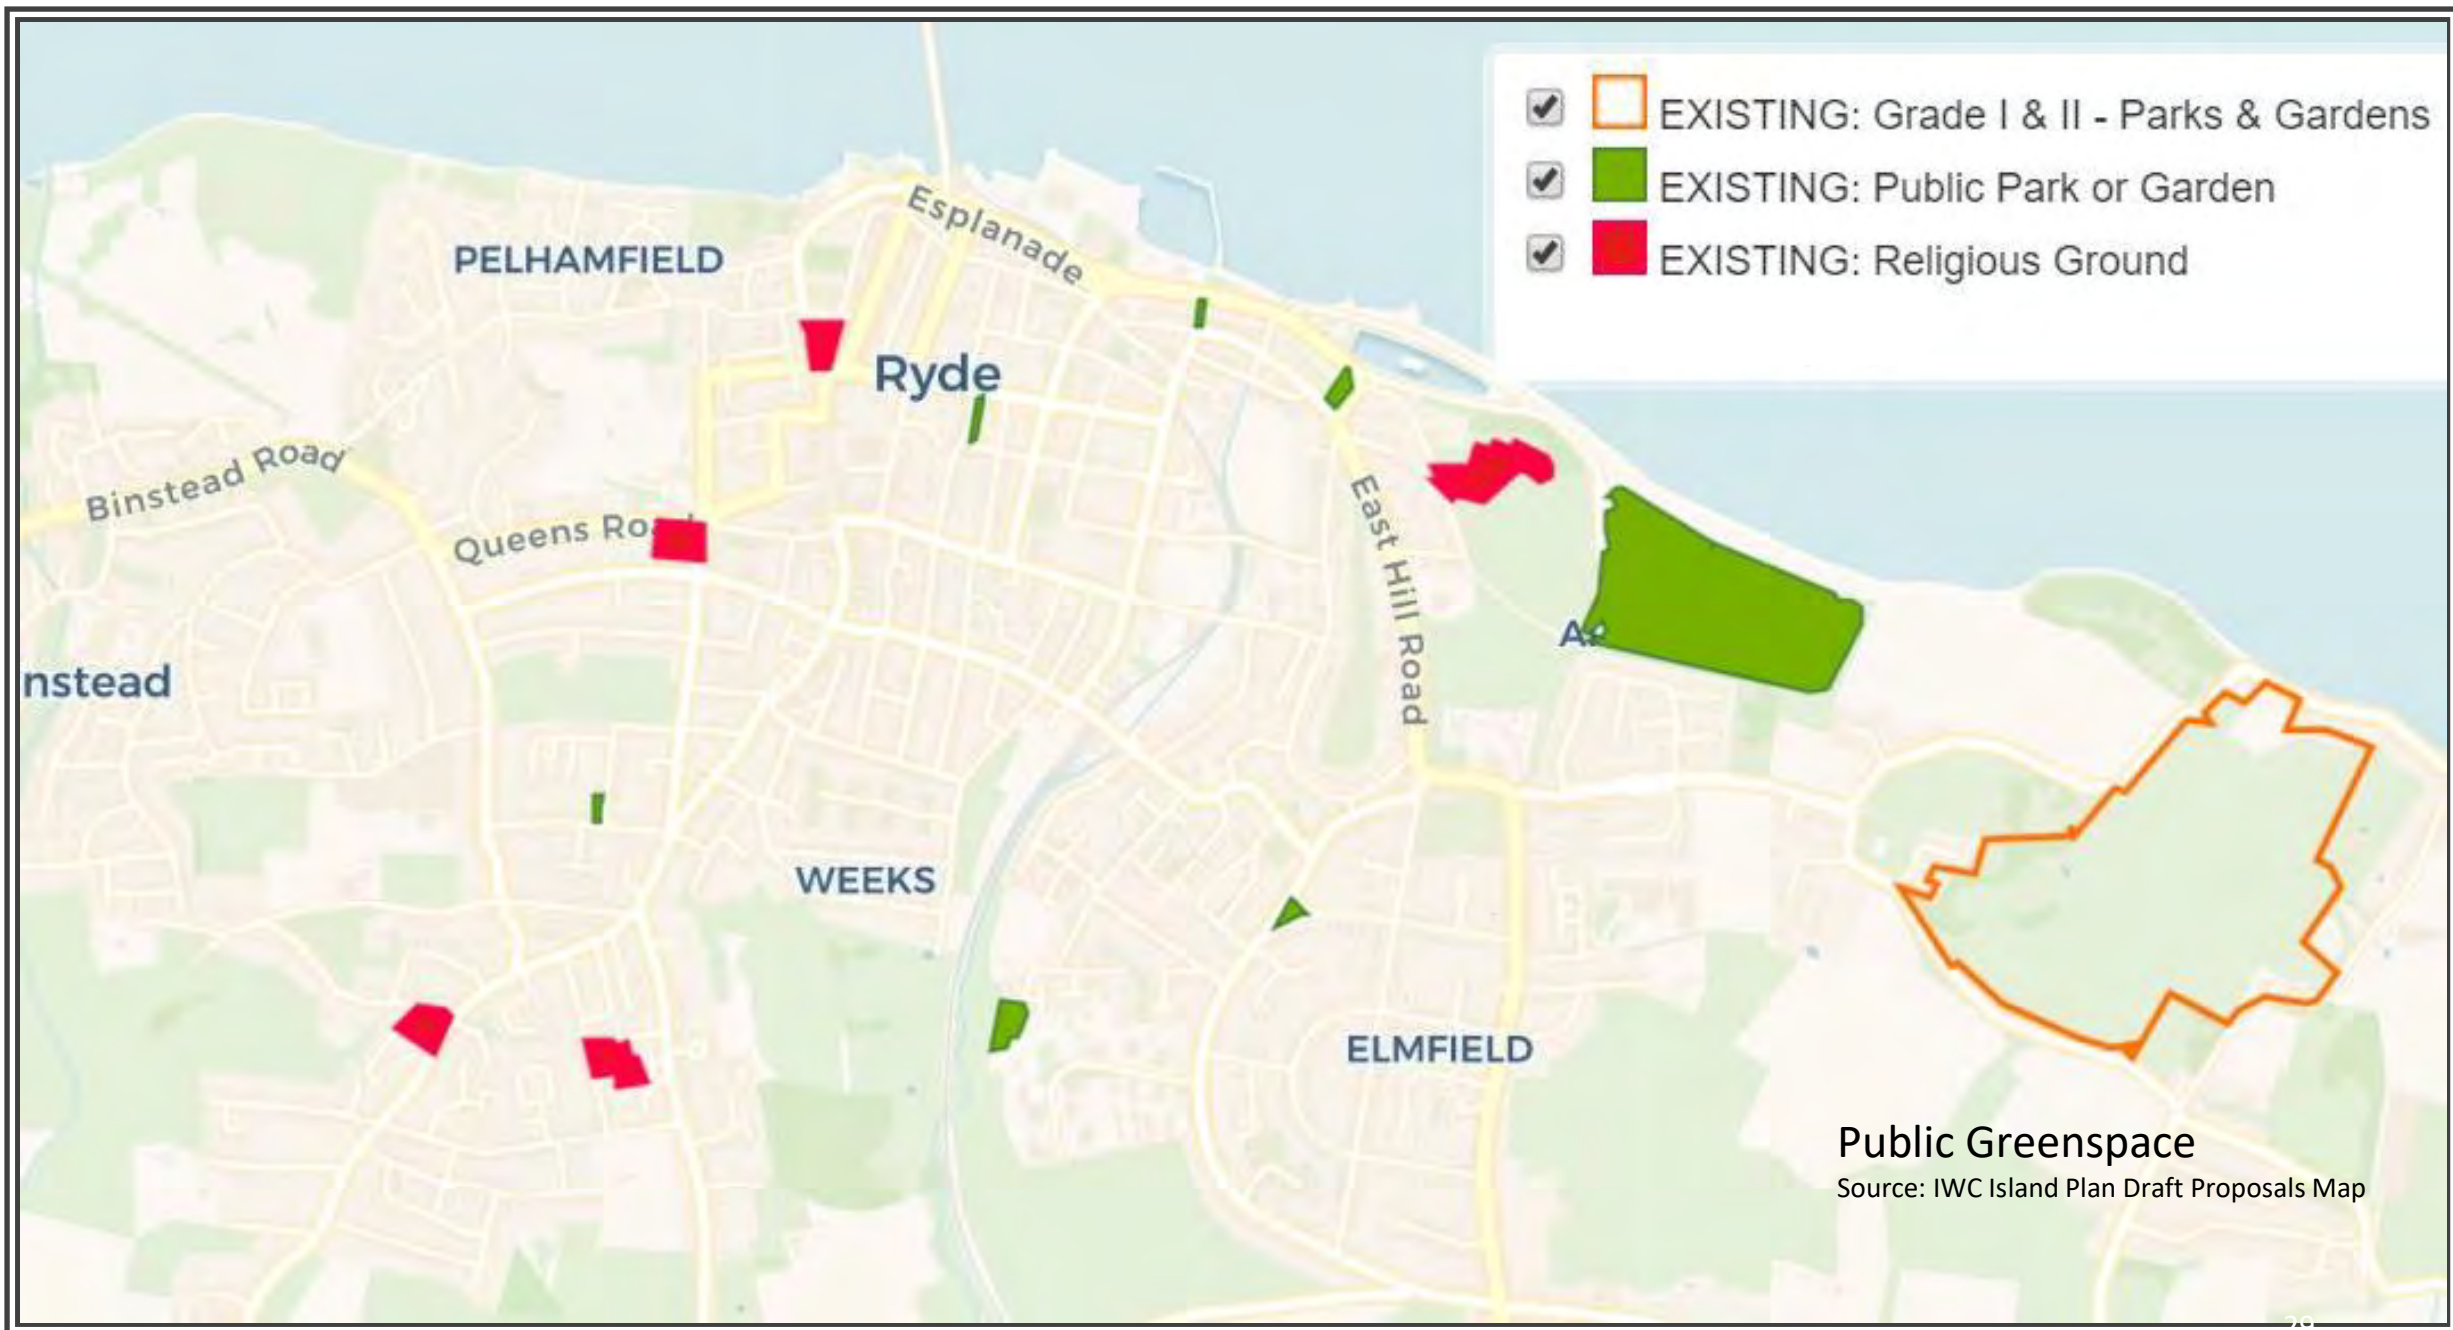 EXISTING: Grade I & II - Parks & Gardens
EXISTING: Public Park or Garden
EXISTING: Religious Ground
Esplanade
PELHAMFIELD
Ryde
Binstead Road
Queens Ro
East Hill Road
nstead
WEEKS
ELMFIELD
Public Greenspace
Source: IWC Island Plan Draft Proposals Map
29